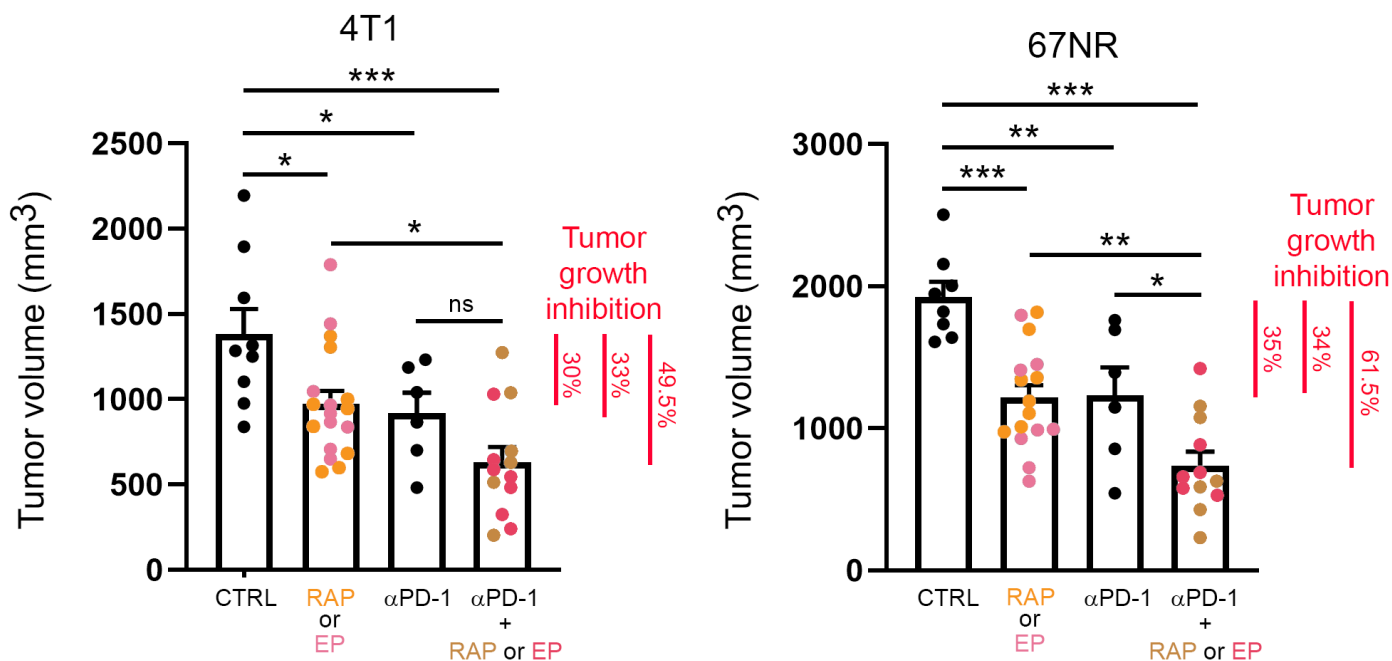 4T1
***
*
*
*
ns
Tumor volume (mm3)
2500
2000
1500
1000
500
0
CTRL
RAP
or
EP
αPD-1
αPD-1
+
RAP or EP
Tumor
growth
inhibition
30%
33%
49.5%
67NR
***
**
***
**
*
Tumor volume (mm3)
3000
2000
1000
0
CTRL
RAP
or
EP
αPD-1
αPD-1
+
RAP or EP
Tumor
growth
inhibition
35%
34%
61.5%